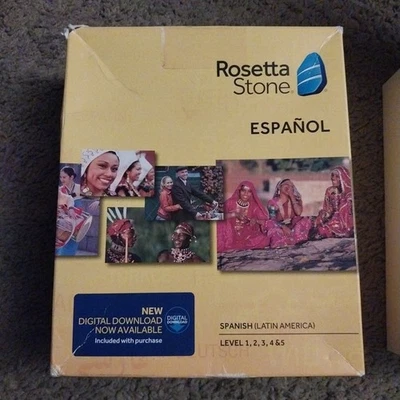 Rosetta
Stone
ESPAÑOL
NEW
DIGITAL DOWNLOAD
NOW AVAILABLE
Included with purchase
DIGITAL
DOWNLOAD
SPANISH (LATIN AMERICA)
LEVEL 1, 2, 3, 4 & 5